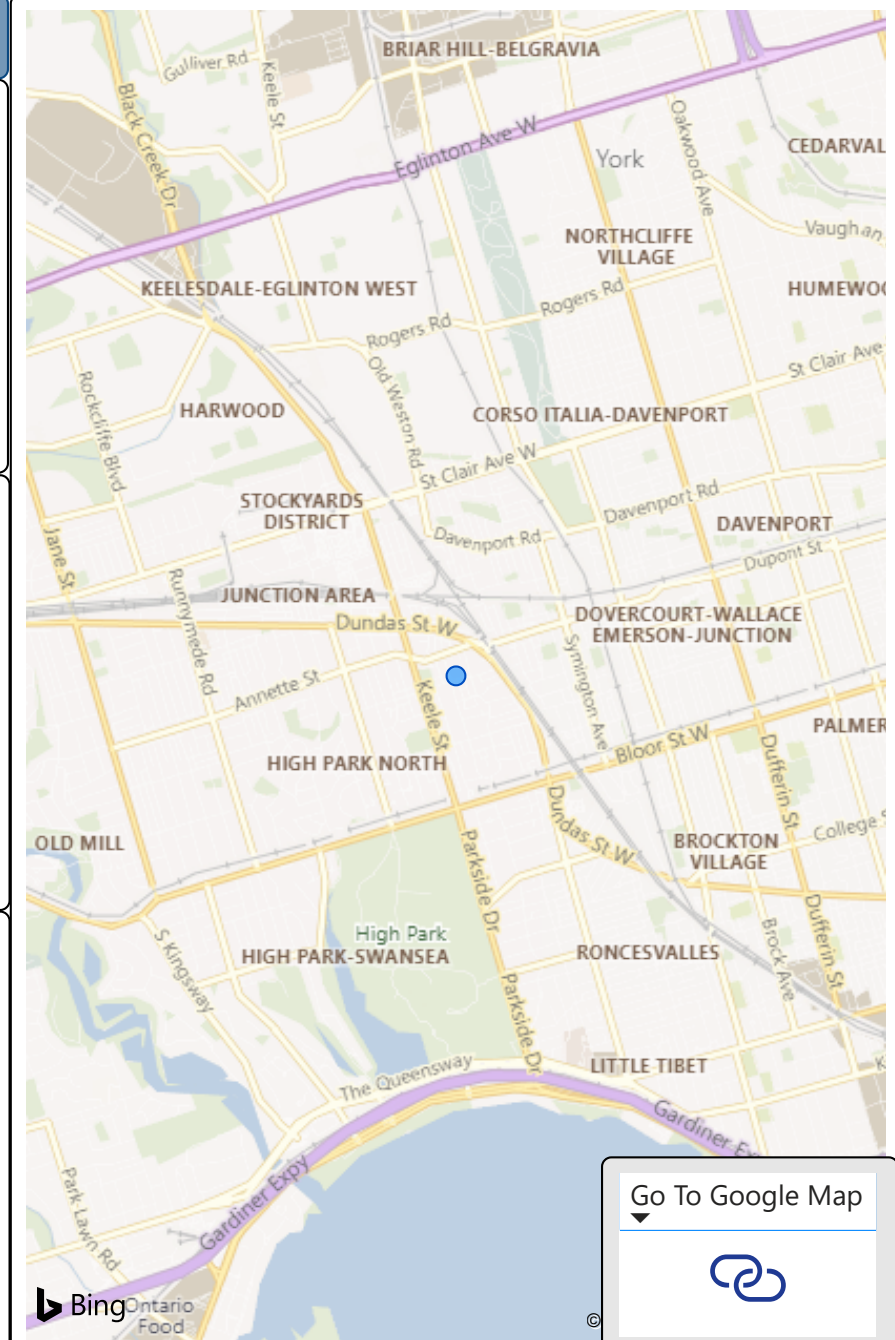 BRIAR HILL-BELGRAVIA
Gulliver Rd
Keele St
Black Creek Dr
Eglinton Ave W
York
Oakwood Ave
CEDARVAL
Vaughan
NORTHCLIFFE
VILLAGE
KEELESDALE-EGLINTON WEST
HUMEWO
Rogers Rd
Rogers Rd
Old Weston Rd
St Clair Ave
Rockcliffe Blvd
HARWOOD
CORSO ITALIA-DAVENPORT
St Clair Ave W
STOCKYARDS
DISTRICT
Davenport Rd
Davenport Rd
DAVENPORT
Jane St
Dupont St
Runnymede Rd
JUNCTION AREA
Dundas St W
DOVERCOURT-WALLACE
EMERSON-JUNCTION
Symington Ave
Annette St
Keele St
Bloor St W
PALMER
HIGH PARK NORTH
Dufferin St
Dundas St W
OLD MILL
Parkside Dr
BROCKTON
VILLAGE
College S
High Park
HIGH PARK-SWANSEA
S Kingsway
RONCESVALLES
Brock Ave
Dufferin St
Parkside Dr
LITTLE TIBET
K
The Queensway
Gardiner Ex
Gardiner Expy
Park Lawn Rd
Go To Google Map
Bing
Ontario
Food
©